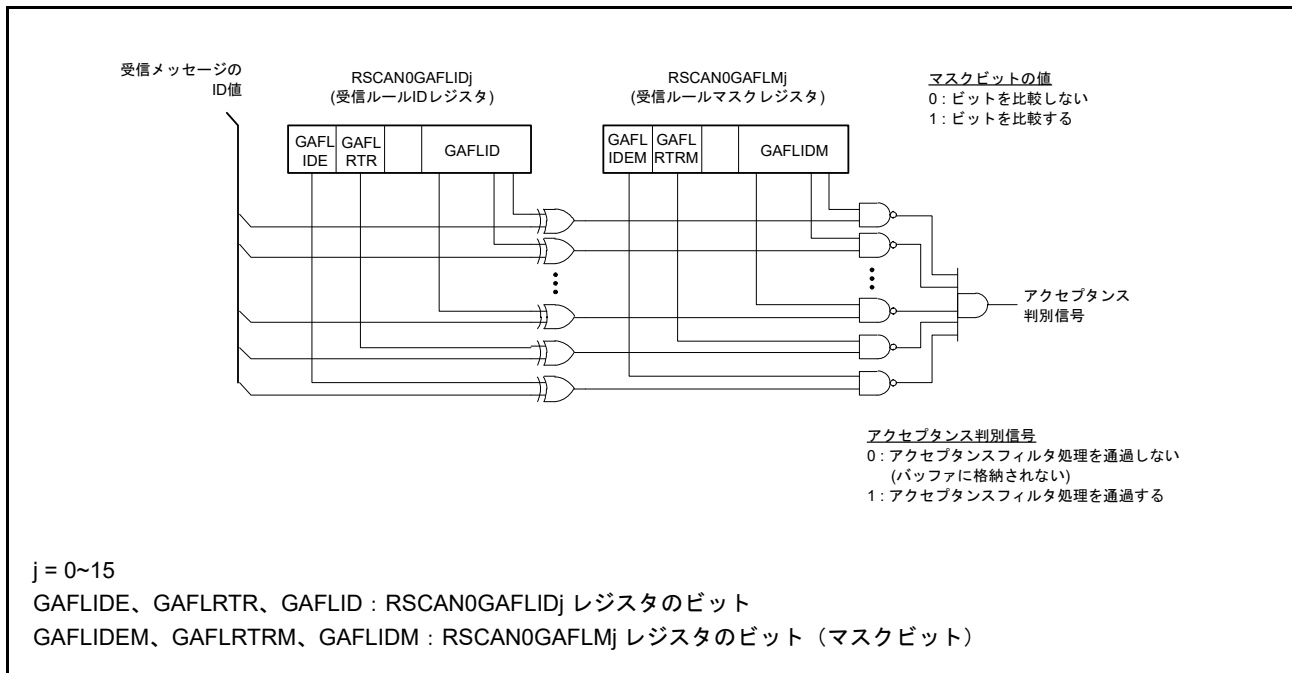 受信メッセージの
ID値
RSCAN0GAFLIDj
(受信ルールIDレジスタ)
RSCAN0GAFLMj
(受信ルールマスクレジスタ)
マスクビットの値
0 : ビットを比較しない
1 : ビットを比較する
GAFL
IDE
GAFL
RTR
GAFLID
GAFL
IDEM
GAFL
RTRM
GAFLIDM
アクセプタンス
判別信号
アクセプタンス判別信号
0 : アクセプタンスフィルタ処理を通過しない
(バッファに格納されない)
1 : アクセプタンスフィルタ処理を通過する
j = 0~15
GAFLIDE、GAFLRTR、GAFLID : RSCAN0GAFLIDj レジスタのビット
GAFLIDEM、GAFLRTRM、GAFLIDM : RSCAN0GAFLMj レジスタのビット（マスクビット）